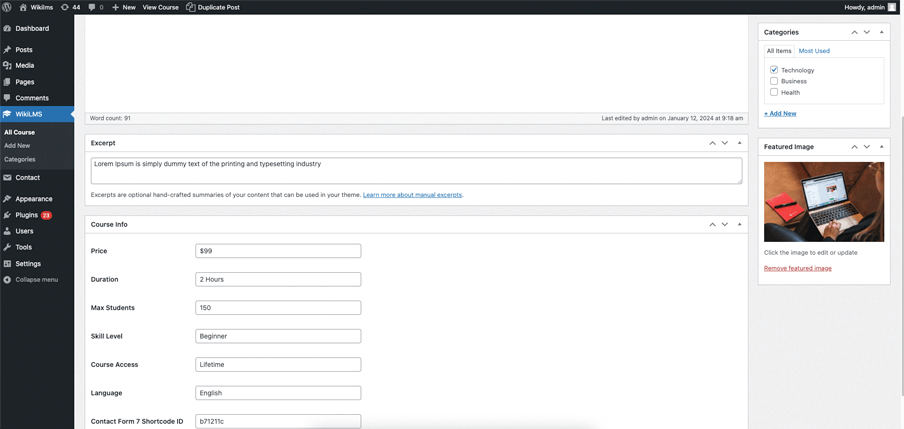 Wikilms 44 0 + New View Course Duplicate Post Howdy, admin
Dashboard
Posts
Media
Pages
Comments
WikiLMS
All Course
Add New
Categories
Contact
Appearance
Plugins 23
Users
Tools
Settings
Collapse menu
Word count: 91 Last edited by admin on January 12, 2024 at 9:18 am
Excerpt
Lorem Ipsum is simply dummy text of the printing and typesetting industry
Excerpts are optional hand-crafted summaries of your content that can be used in your theme. Learn more about manual excerpts.
Course Info
Price $99
Duration 2 Hours
Max Students 150
Skill Level Beginner
Course Access Lifetime
Language English
Contact Form 7 Shortcode ID b71211c
Categories
All Items Most Used
Technology
Business
Health
+ Add New
Featured Image
Click the image to edit or update
Remove featured image